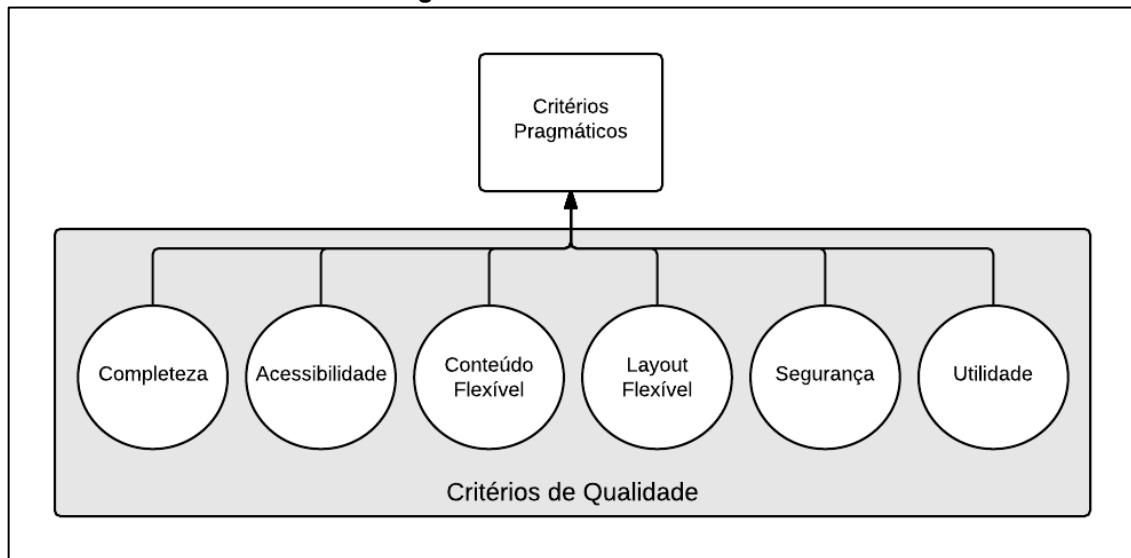 Critérios
Pragmáticos
Completeza
Acessibilidade
Conteúdo
Flexível
Layout
Flexível
Segurança
Utilidade
Critérios de Qualidade